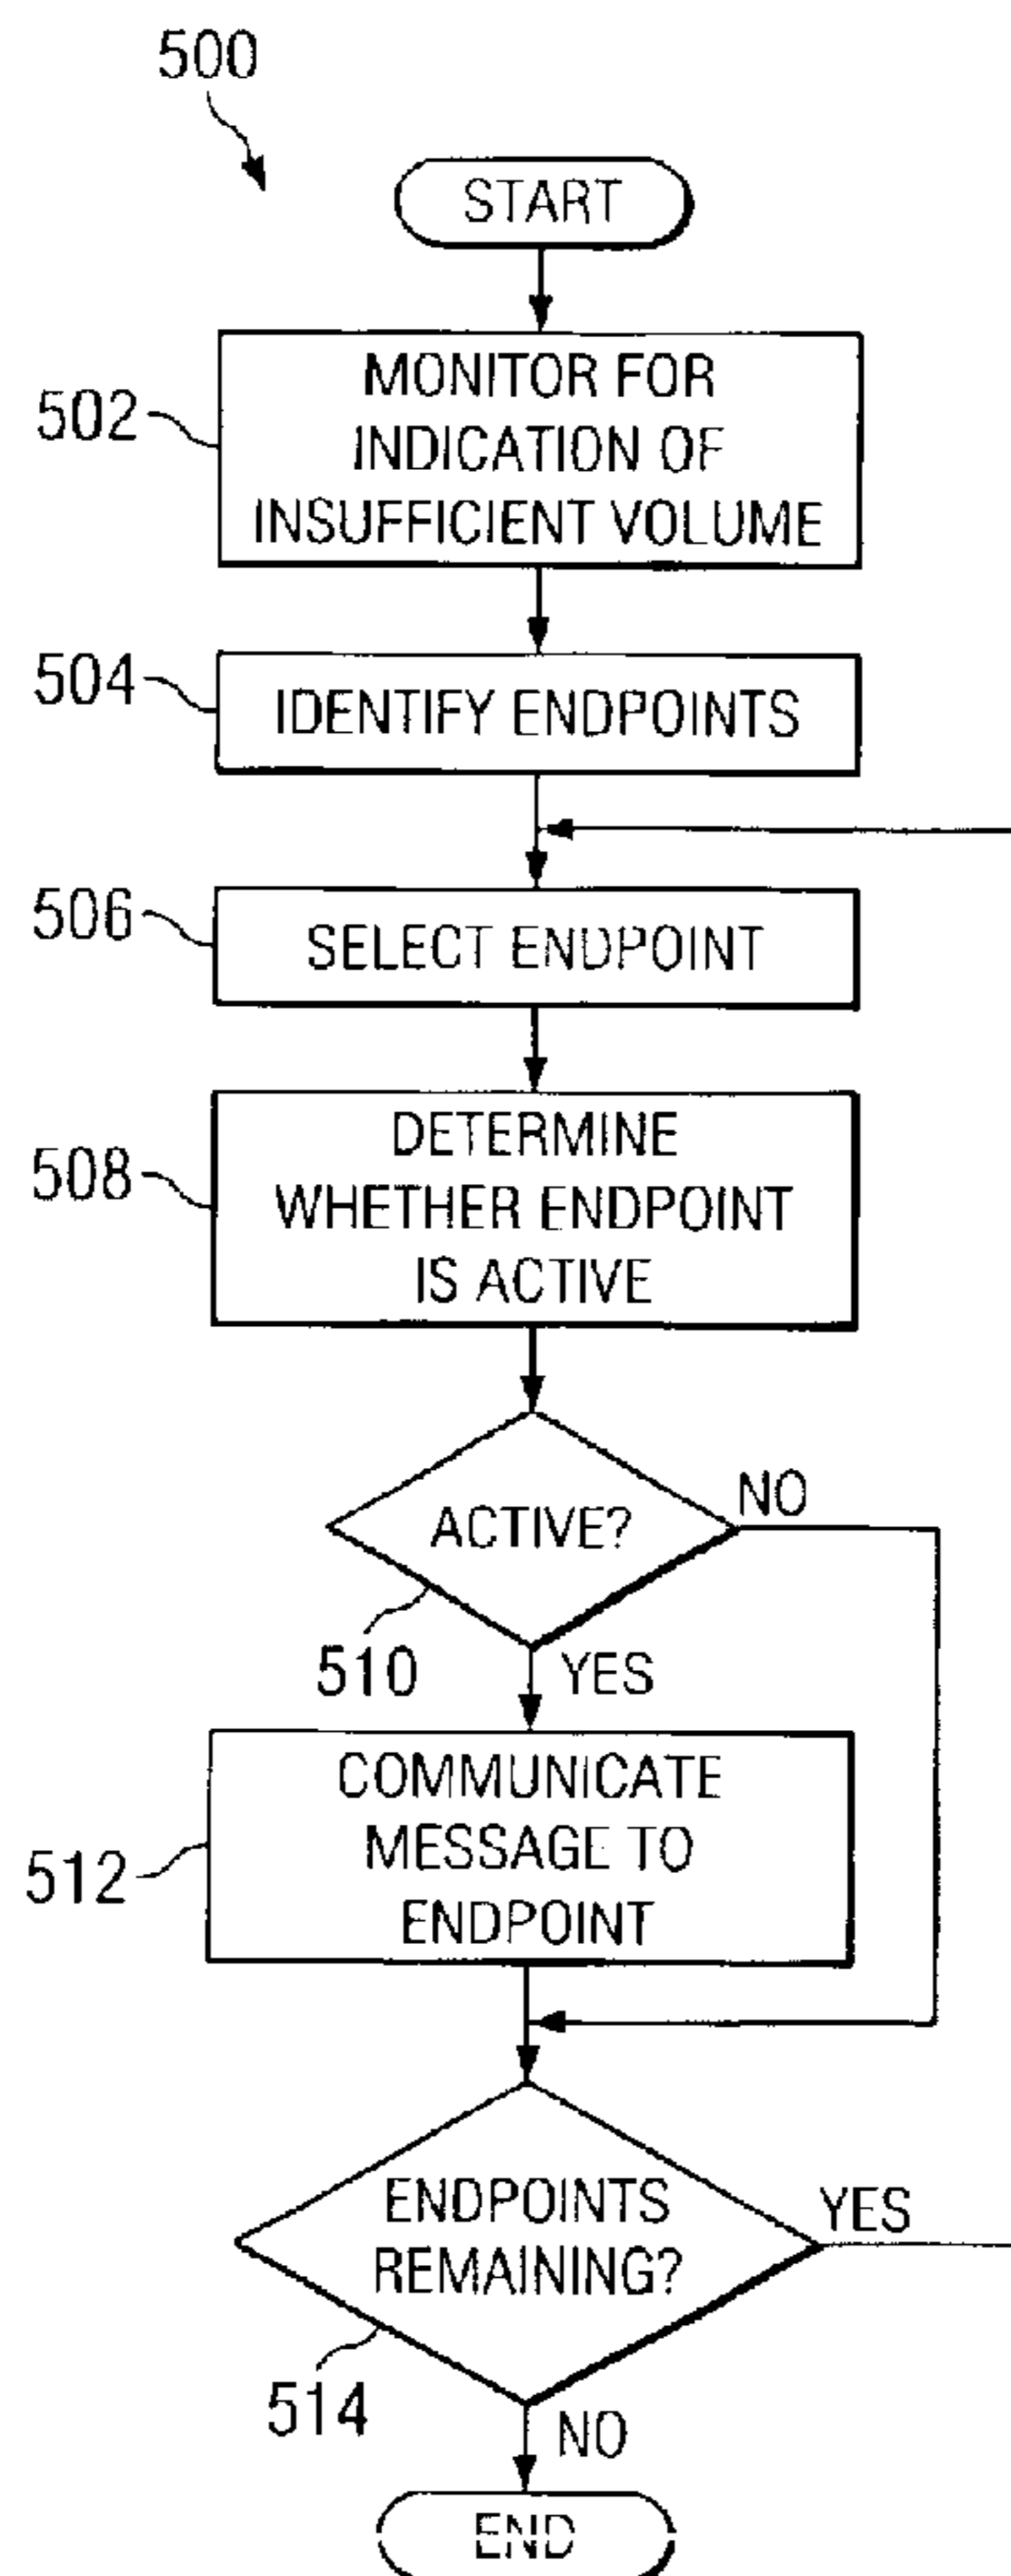 500
START
502
MONITOR FOR
INDICATION OF
INSUFFICIENT VOLUME
504
IDENTIFY ENDPOINTS
506
SELECT ENDPOINT
508
DETERMINE
WHETHER ENDPOINT
IS ACTIVE
ACTIVE?
NO
510
YES
512
COMMUNICATE
MESSAGE TO
ENDPOINT
ENDPOINTS
REMAINING?
YES
514
NO
END